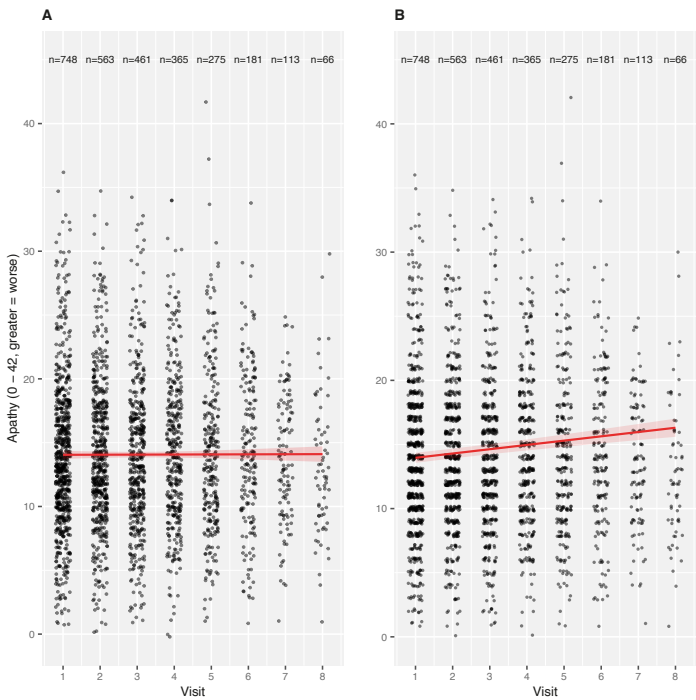 A
B
n=748 n=563 n=461 n=365 n=275 n=181 n=113 n=66
n=748 n=563 n=461 n=365 n=275 n=181 n=113 n=66
Apathy (0 – 42, greater = worse)
40
30
20
10
0
40
30
20
10
0
1 2 3 4 5 6 7 8
1 2 3 4 5 6 7 8
Visit
Visit